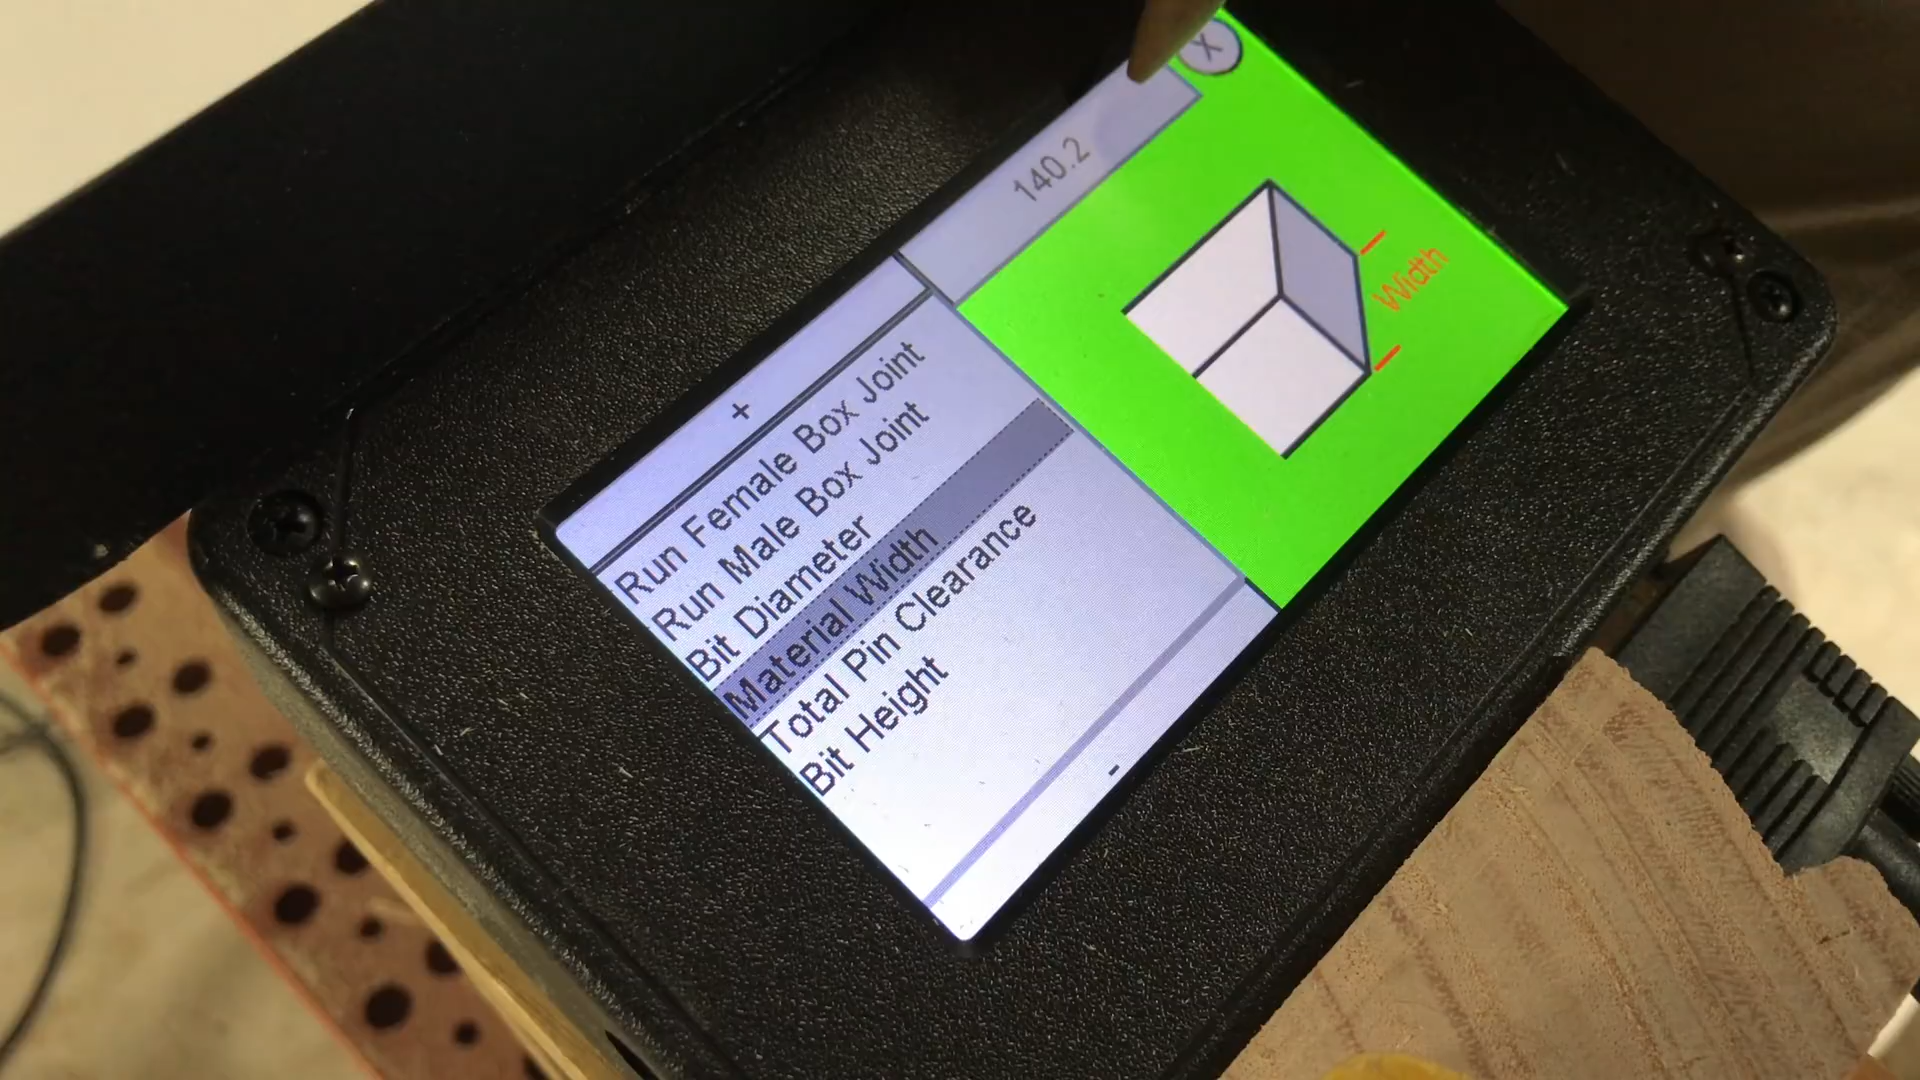 +
Run Female Box Joint
Run Male Box Joint
Bit Diameter
Material Width
Total Pin Clearance
Bit Height
-
140.2
X
Width